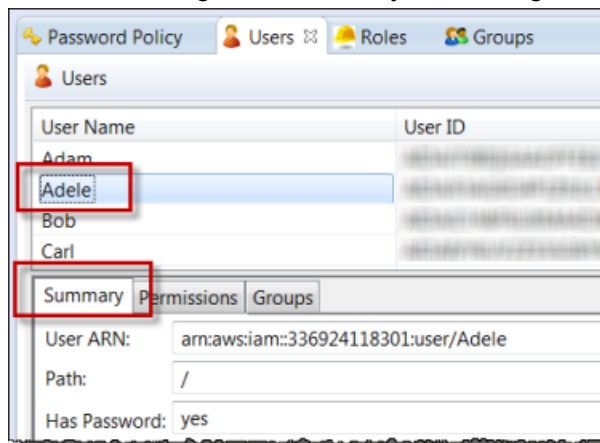 Password Policy Users Roles Groups
Users
User Name User ID
Adam
Adele
Bob
Carl
Summary Permissions Groups
User ARN: arn:aws:iam::336924118301:user/Adele
Path: /
Has Password: yes